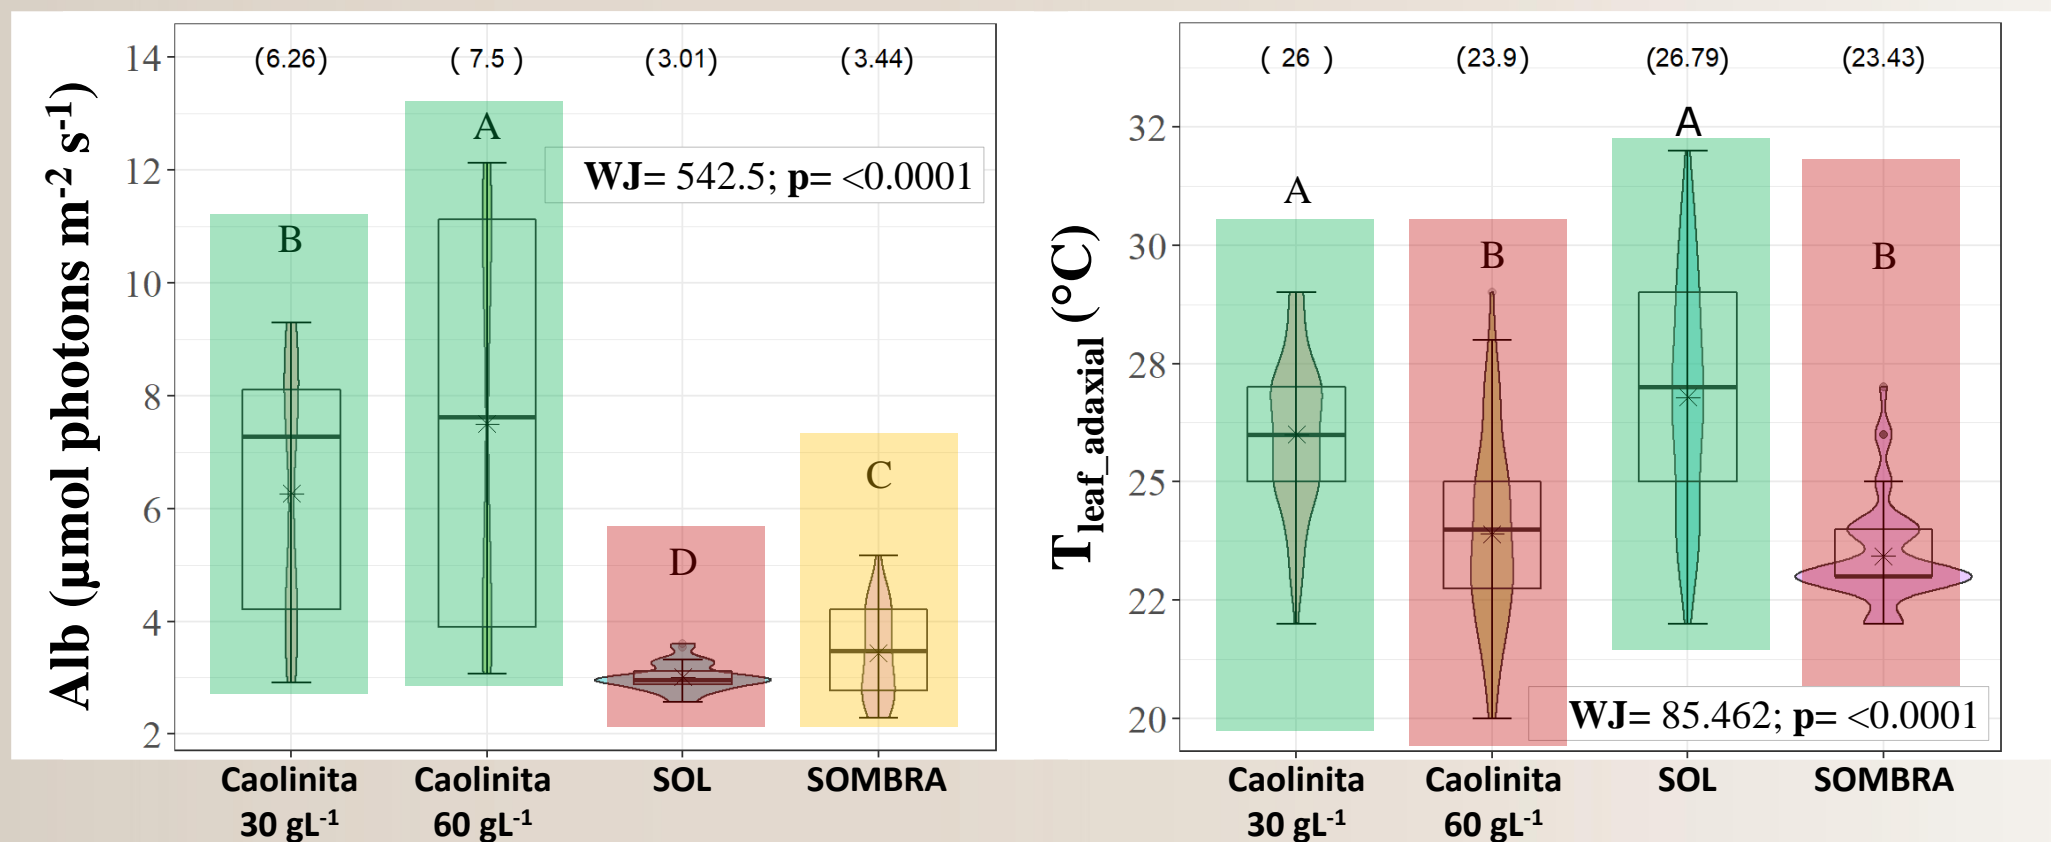 Alb (µmol photons m-2 s-1)
14
12
10
8
6
4
2
(6.26) ( 7.5 ) (3.01) (3.44)
B A D C
WJ= 542.5; p= <0.0001
Caolinita Caolinita SOL SOMBRA
30 gL-1 60 gL-1
Tleaf_adaxial (°C)
32
30
28
25
22
20
( 26 ) (23.9) (26.79) (23.43)
A B A B
WJ= 85.462; p= <0.0001
Caolinita Caolinita SOL SOMBRA
30 gL-1 60 gL-1